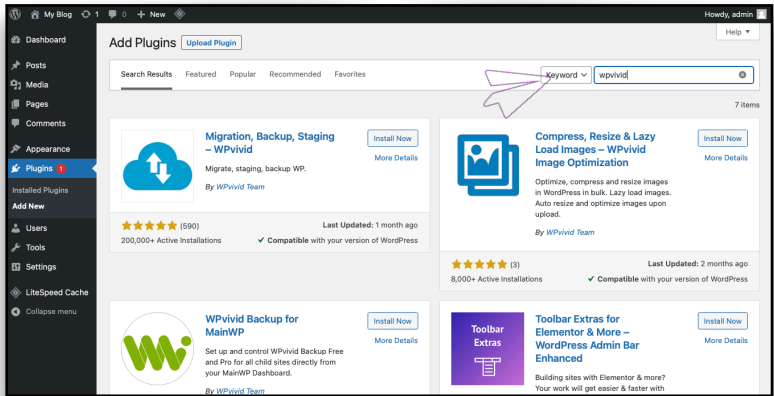 My Blog 1 0 + New Howdy, admin
Dashboard
Posts
Media
Pages
Comments
Appearance
Plugins 1
Installed Plugins
Add New
Users
Tools
Settings
LiteSpeed Cache
Collapse menu
Help ▼
Add Plugins Upload Plugin
Search Results Featured Popular Recommended Favorites Keyword wpvivid
7 items
Migration, Backup, Staging
– WPvivid
Migrate, staging, backup WP.
By WPvivid Team
Install Now
More Details
(590)
200,000+ Active Installations
Last Updated: 1 month ago
✔ Compatible with your version of WordPress
Compress, Resize & Lazy
Load Images – WPvivid
Image Optimization
Optimize, compress and resize images
in WordPress in bulk. Lazy load images.
Auto resize and optimize images upon
upload.
By WPvivid Team
Install Now
More Details
(3)
8,000+ Active Installations
Last Updated: 2 months ago
✔ Compatible with your version of WordPress
WPvivid Backup for
MainWP
Set up and control WPvivid Backup Free
and Pro for all child sites directly from
your MainWP Dashboard.
By WPvivid Team
Install Now
More Details
Toolbar
Extras
Toolbar Extras for
Elementor & More –
WordPress Admin Bar
Enhanced
Building sites with Elementor & more?
Your work will get easier & faster with
Install Now
More Details